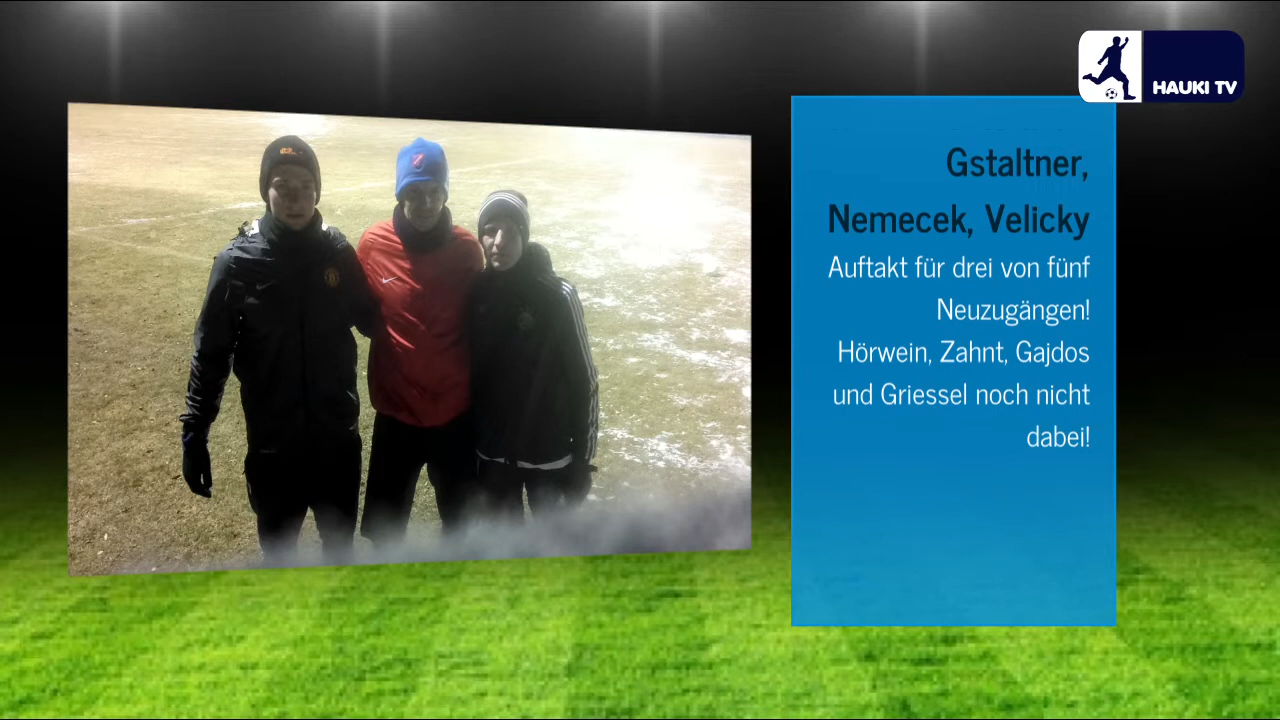 HAUKI TV
Gstaltner,
Nemecek, Velicky
Auftakt für drei von fünf
Neuzugängen!
Hörwein, Zahnt, Gajdos
und Griessel noch nicht
dabei!